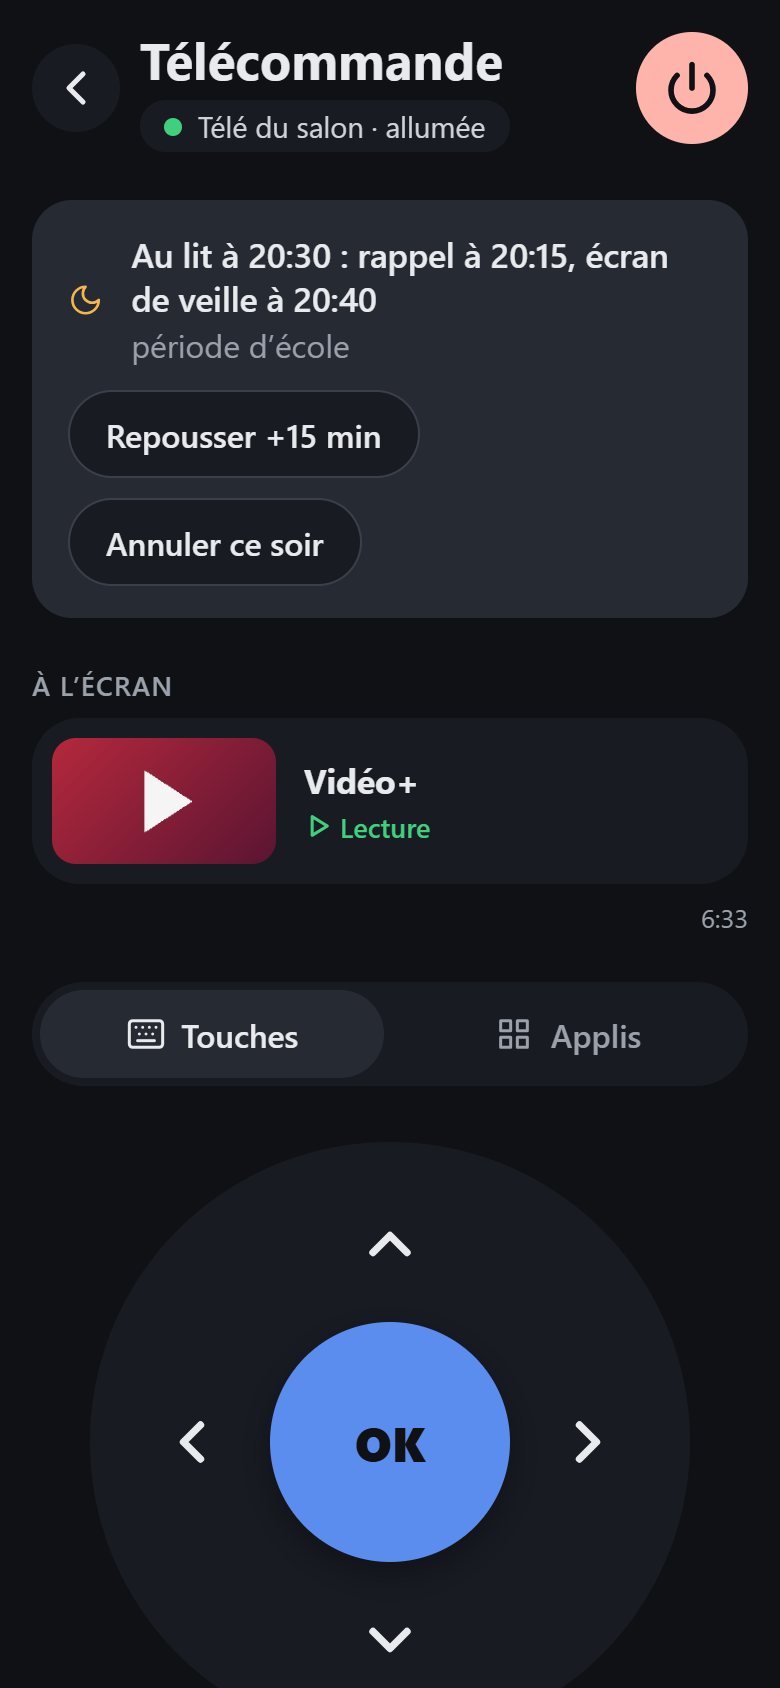 Télécommande
Télé du salon · allumée
Au lit à 20:30 : rappel à 20:15, écran
de veille à 20:40
période d’école
Repousser +15 min
Annuler ce soir
À L’ÉCRAN
Vidéo+
Lecture
6:33
Touches
Applis
OK